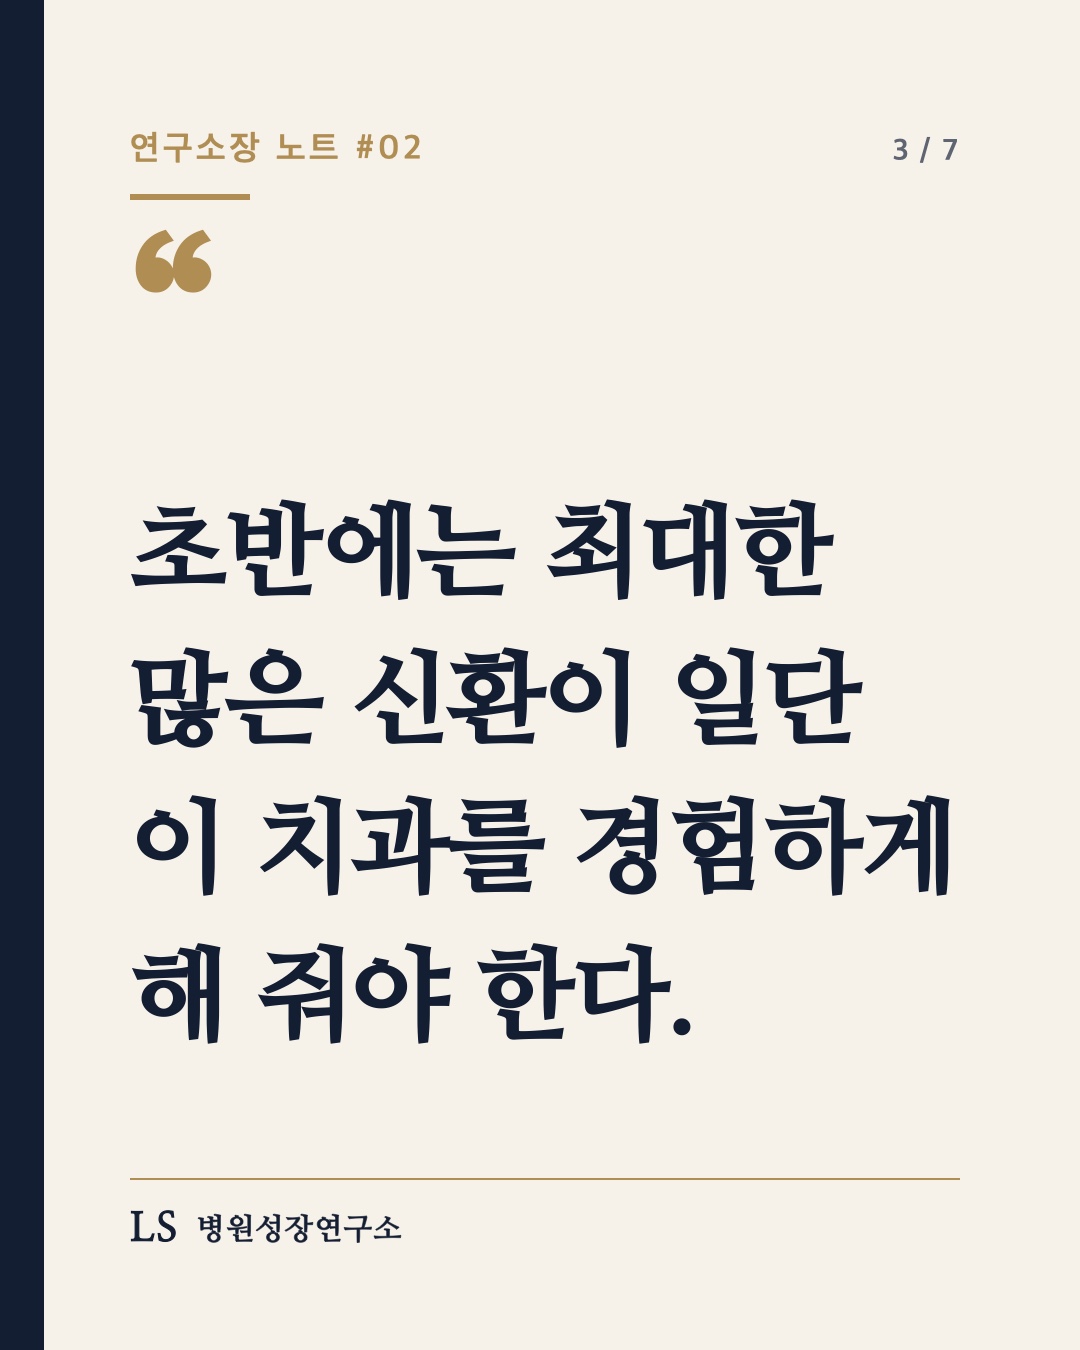 연구소장 노트 #02
3 / 7
“
초반에는 최대한
많은 신환이 일단
이 치과를 경험하게
해 줘야 한다.
LS 병원성장연구소